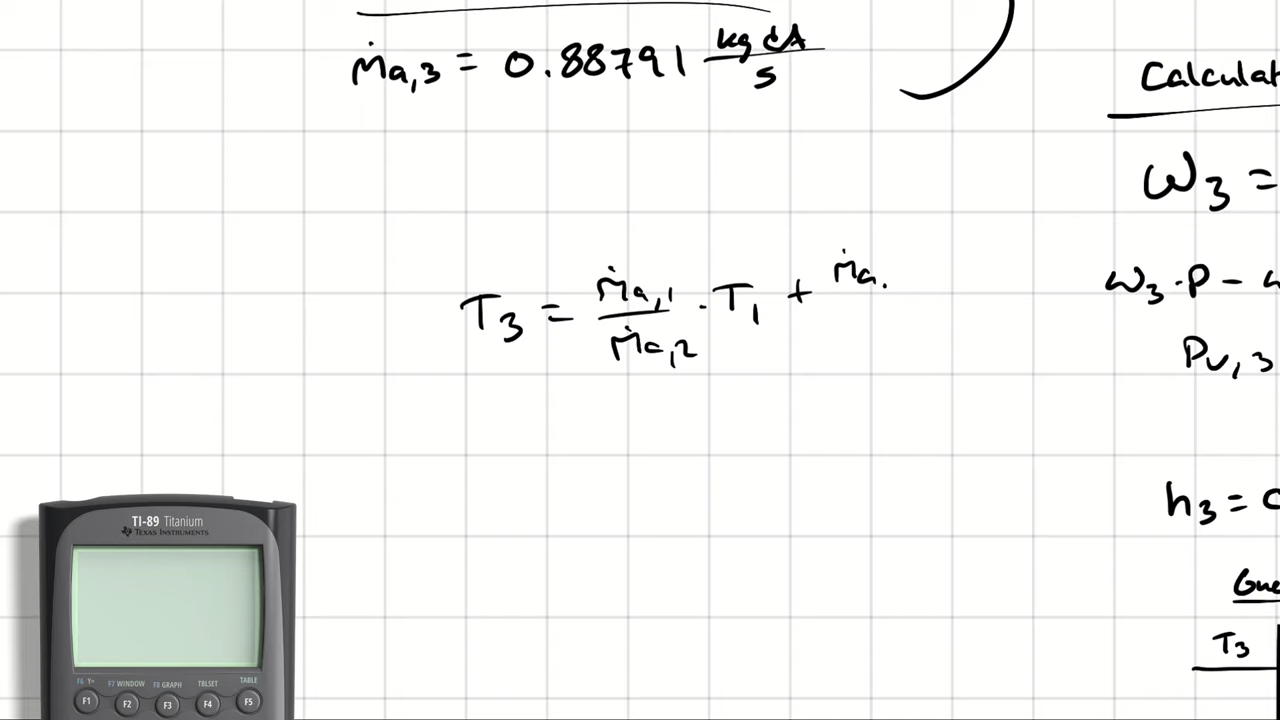 ṁa,3 = 0.88791 kg dA / s
Calculat
ω3 =
T3 = ṁa,1 / ṁa,2 · T1 + ṁa.
ω3 · P - ω
Pv,3
h3 = 
Gue
T3
TI-89 Titanium
TEXAS INSTRUMENTS
F6 Y= F7 WINDOW F8 GRAPH TBLSET TABLE
F1 F2 F3 F4 F5